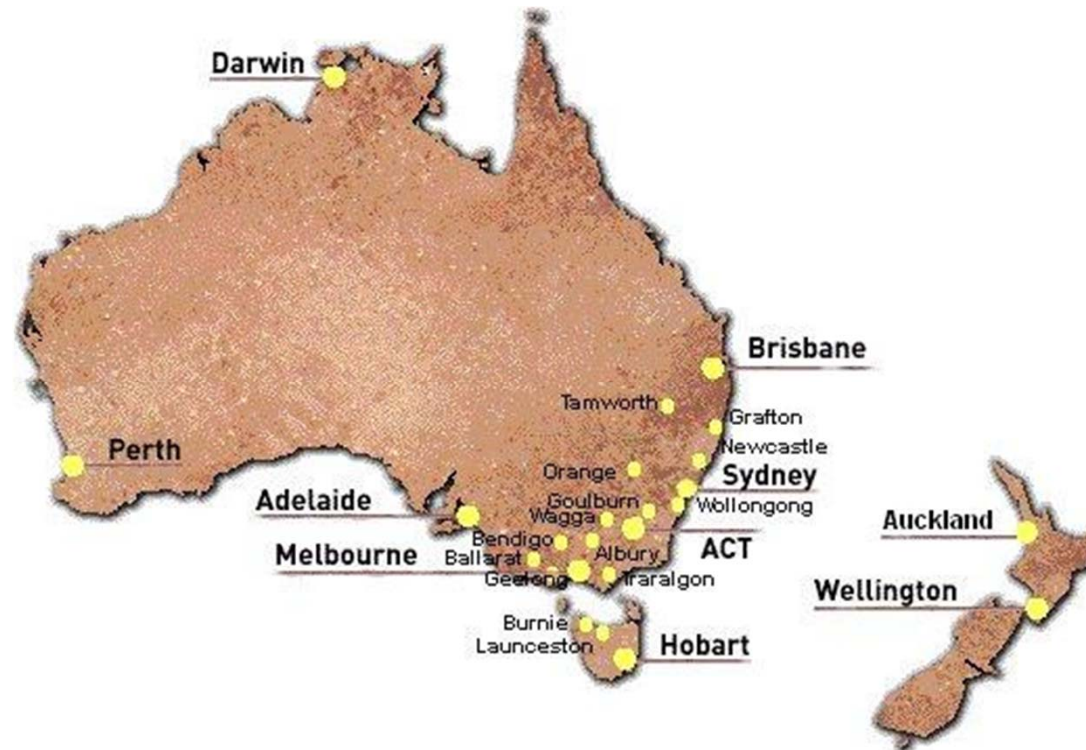 Darwin
Brisbane
Tamworth
Grafton
Newcastle
Perth
Orange
Sydney
Adelaide
Goulburn
Wollongong
Wagga
Auckland
Bendigo
Albury
ACT
Melbourne
Ballarat
Geelong
Traralgon
Wellington
Burnie
Launceston
Hobart